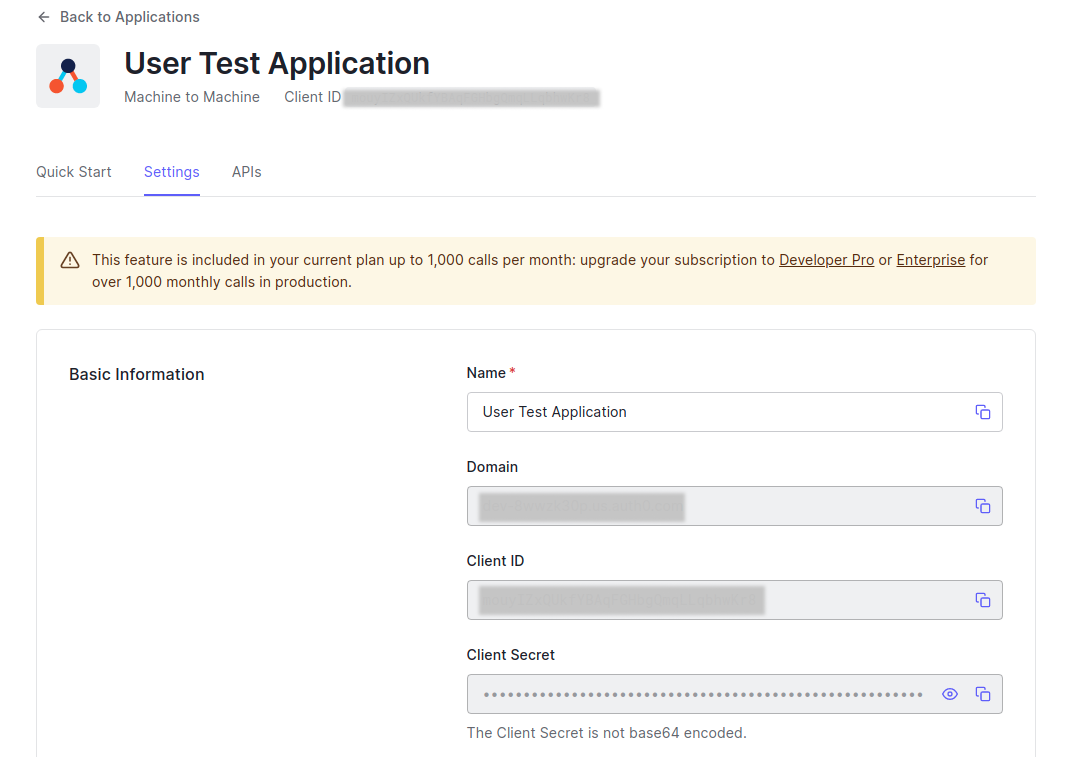 Back to Applications
User Test Application
Machine to Machine Client ID
Quick Start Settings APIs
This feature is included in your current plan up to 1,000 calls per month: upgrade your subscription to Developer Pro or Enterprise for
over 1,000 monthly calls in production.
Basic Information
Name *
User Test Application
Domain
Client ID
Client Secret
••••••••••••••••••••••••••••••••••••••••••••••••••••••••
The Client Secret is not base64 encoded.